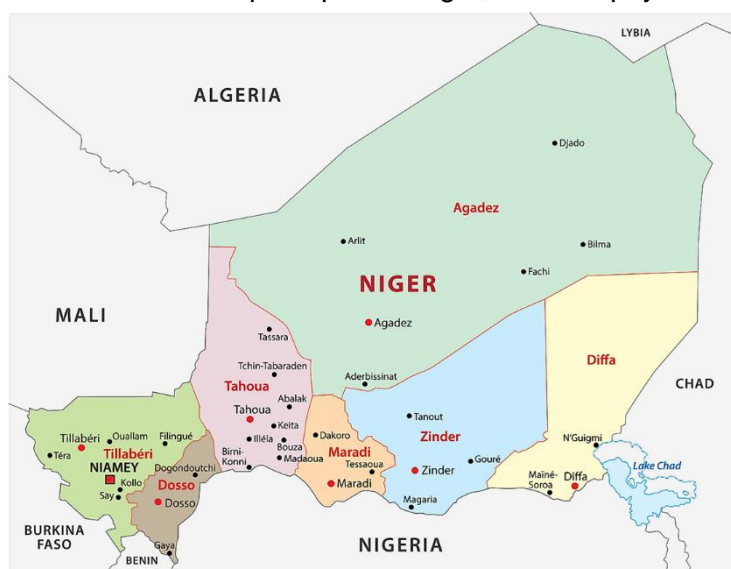 LYBIA
ALGERIA
Djado
Agadez
Arlit
Bilma
NIGER
Fachi
MALI
Agadez
Tassara
Diffa
Tchin-Tabaraden
Aderbissinat
CHAD
Tahoua
Abalak
Tanout
Tahoua
Keita
Dakoro
Zinder
N'Guigmi
Tillabéri
Ouallam
Filingué
Illéla
Bouza
Maradi
Téra
Tillabéri
Birni-
Konni
Madaoua
Tessaoua
Gouré
Lake Chad
NIAMEY
Dogondoutchi
Zinder
Maïné-
Soroa
Diffa
Kollo
Dosso
Maradi
Say
Dosso
Magaria
BURKINA
FASO
Gaya
NIGERIA
BENIN